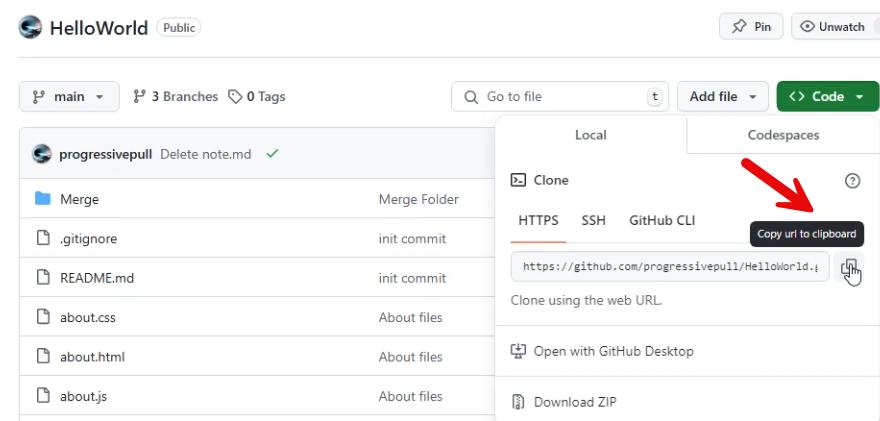 HelloWorld Public Pin Unwatch
main 3 Branches 0 Tags Go to file t Add file <> Code
progressivepull Delete note.md
Merge Merge Folder
.gitignore init commit
README.md init commit
about.css About files
about.html About files
about.js About files
Local Codespaces
Clone
HTTPS SSH GitHub CLI
Copy url to clipboard
https://github.com/progressivepull/HelloWorld.g
Clone using the web URL.
Open with GitHub Desktop
Download ZIP